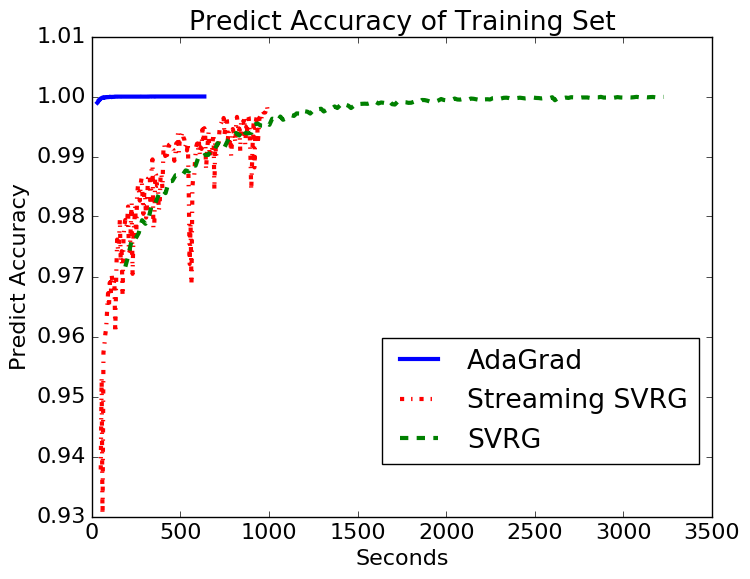 Predict Accuracy of Training Set
1.01
1.00
0.99
0.98
0.97
0.96
0.95
0.94
0.93
Predict Accuracy
AdaGrad
Streaming SVRG
SVRG
0 500 1000 1500 2000 2500 3000 3500
Seconds